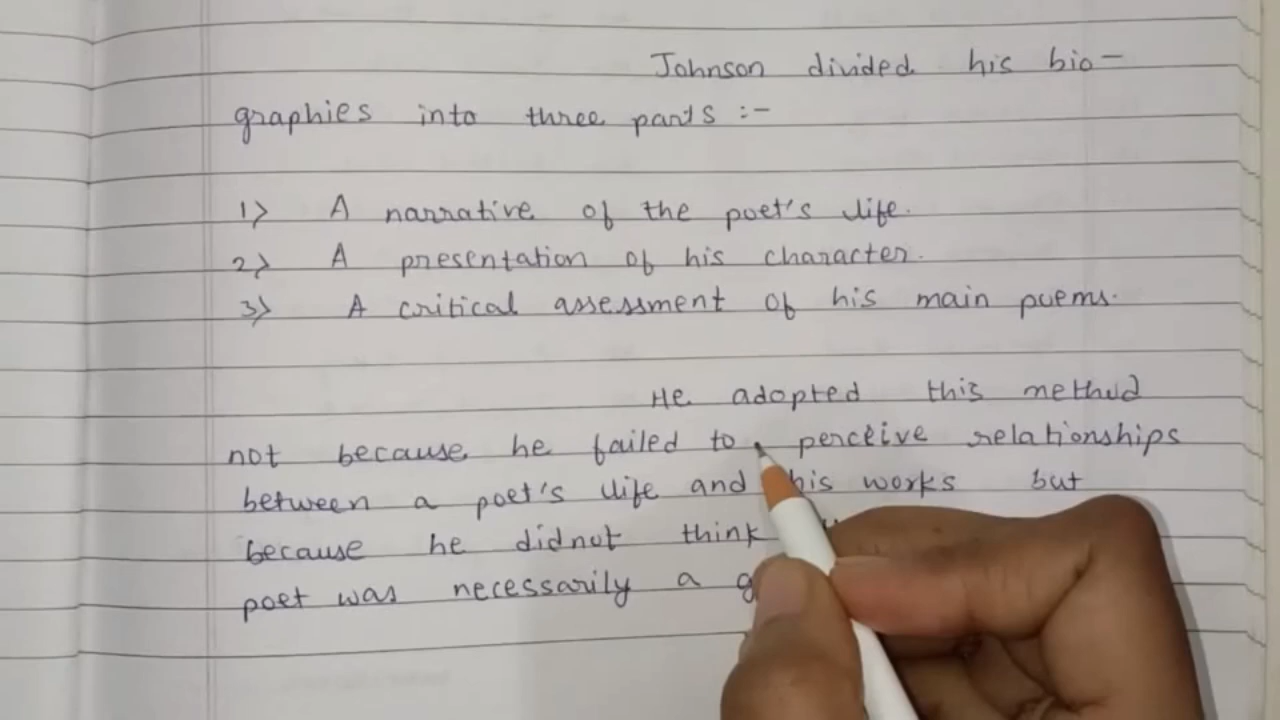 Johnson divided his bio-
graphies into three parts :-
1) A narrative of the poet's life.
2) A presentation of his character.
3) A critical assessment of his main poems.
He adopted this method
not because he failed to perceive relationships
between a poet's life and his works but
because he didnot think
poet was necessarily a